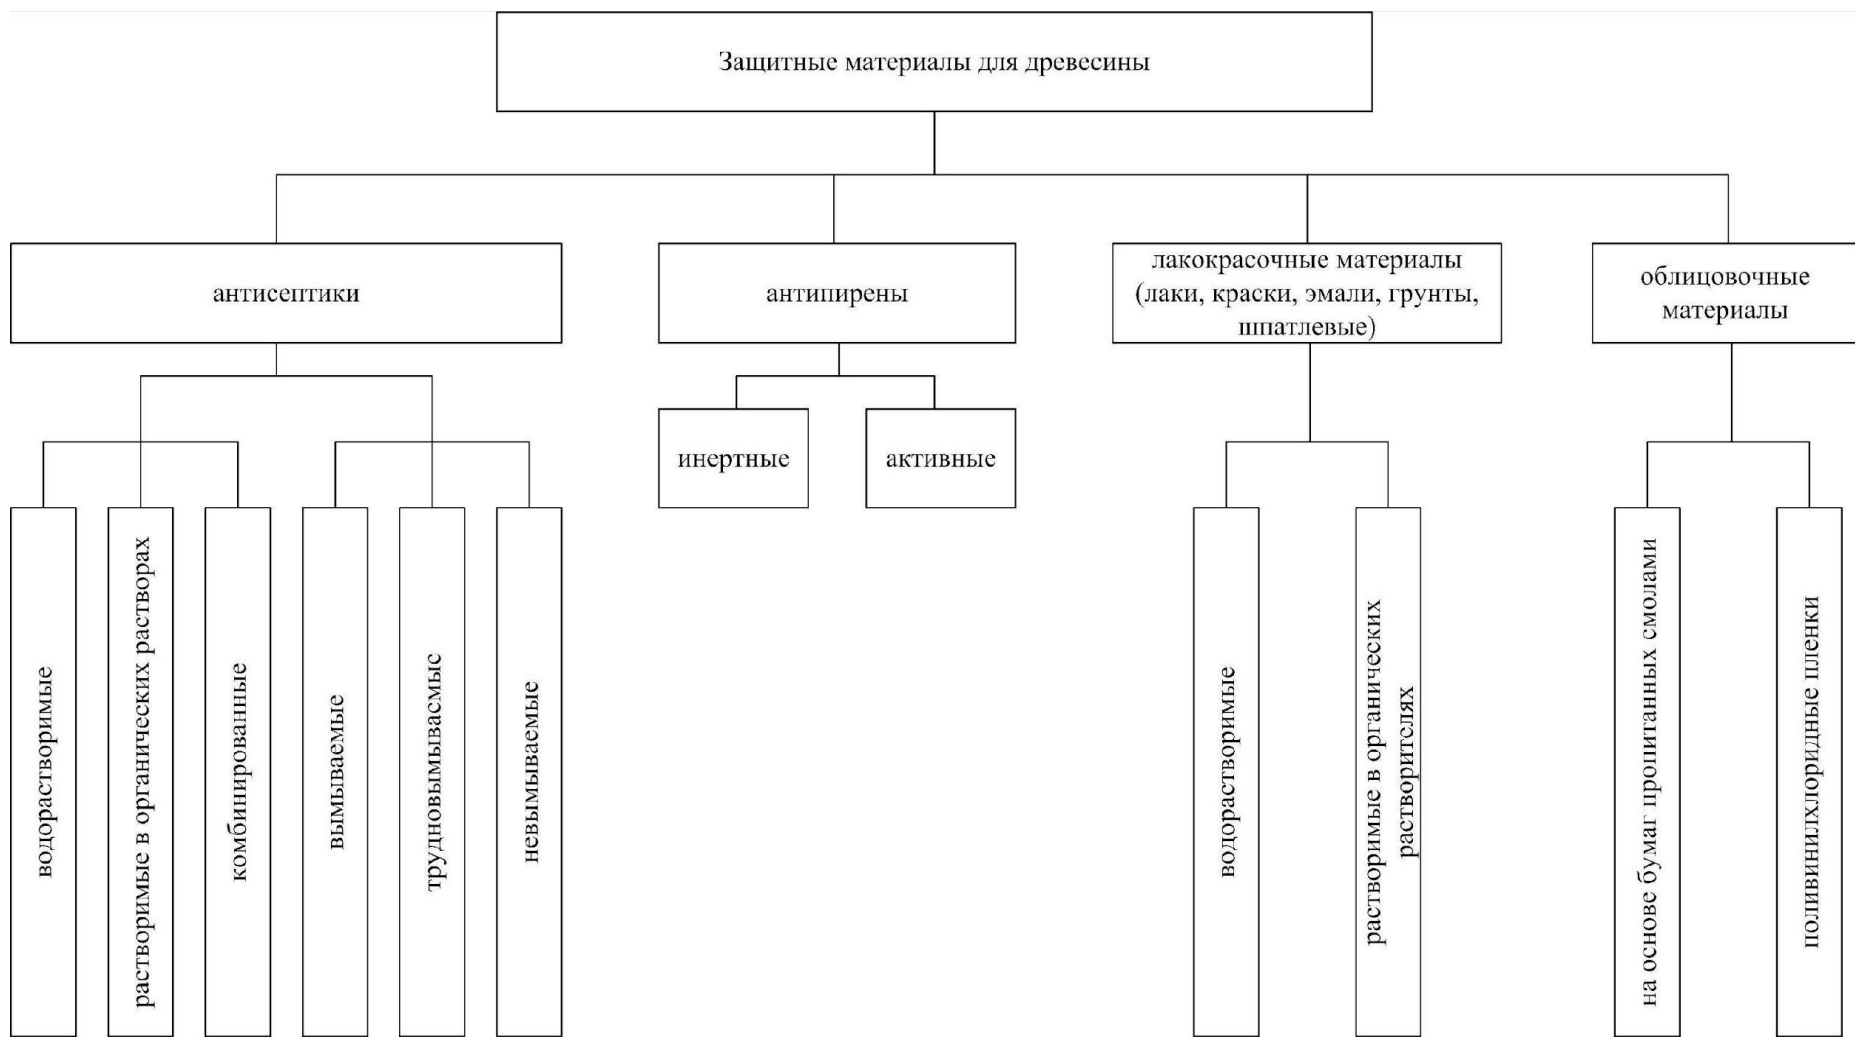 Защитные материалы для древесины
антисептики
антипирены
лакокрасочные материалы
(лаки, краски, эмали, грунты,
шпатлевые)
облицовочные
материалы
инертные
активные
водорастворимые
растворимые в органических растворах
комбинированные
вымываемые
трудновымываемые
невымываемые
водорастворимые
растворимые в органических
растворителях
на основе бумаг пропитанных смолами
поливинилхлоридные пленки